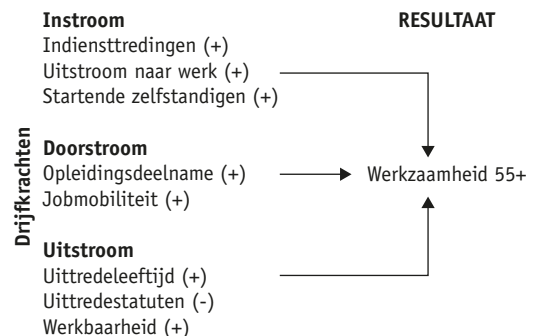 Instroom
RESULTAAT
Indiensttredingen (+)
Uitstroom naar werk (+)
Startende zelfstandigen (+)
Drijfkrachten
Doorstroom
Opleidingsdeelname (+)
Werkzaamheid 55+
Jobmobiliteit (+)
Uitstroom
Uittredeleeftijd (+)
Uittredestatuten (-)
Werkbaarheid (+)